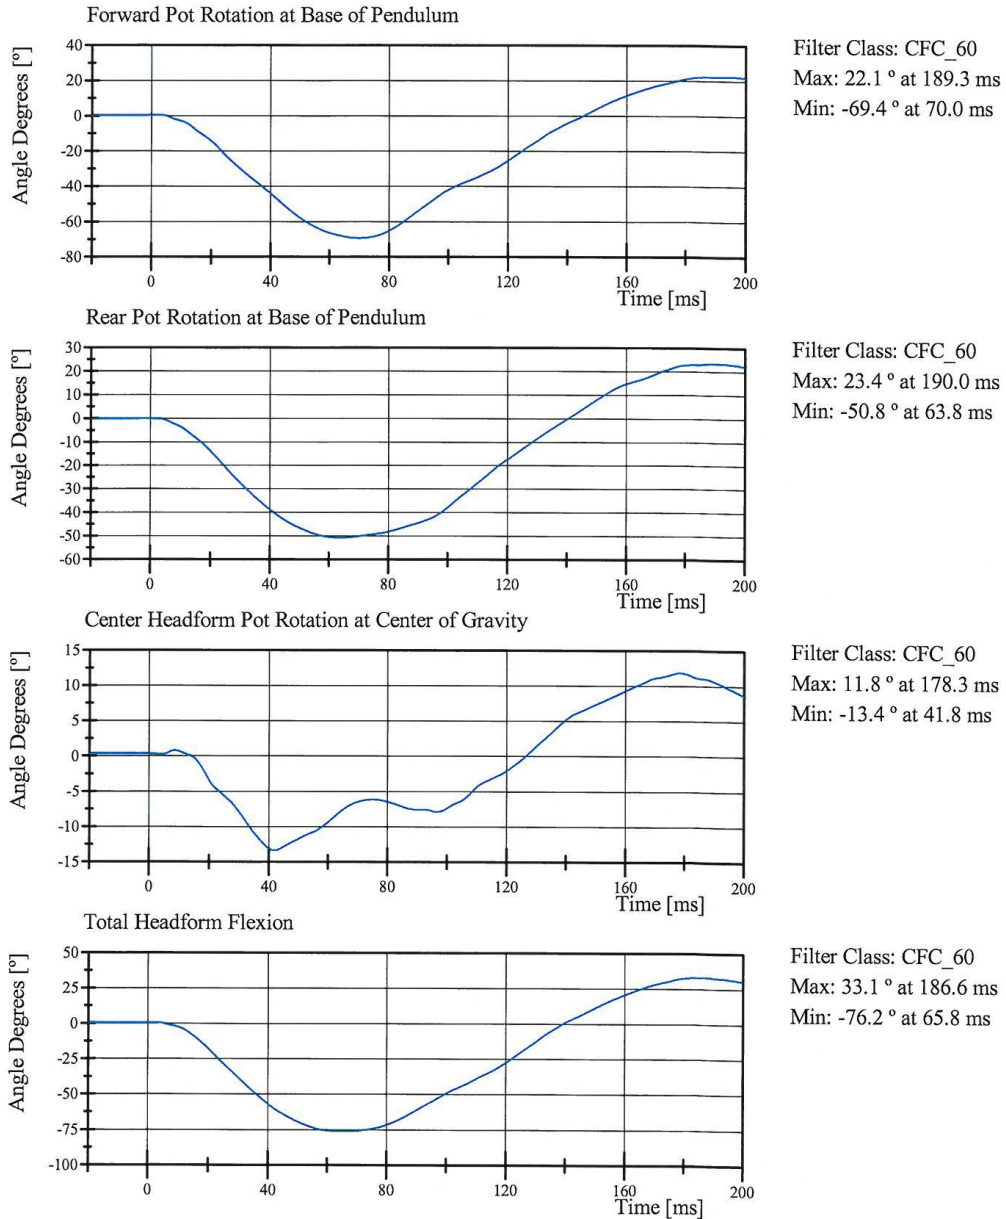 Forward Pot Rotation at Base of Pendulum
Angle Degrees [º]
40
20
0
-20
-40
-60
-80
0
40
80
120
160
200
Time [ms]
Filter Class: CFC_60
Max: 22.1 º at 189.3 ms
Min: -69.4 º at 70.0 ms
Rear Pot Rotation at Base of Pendulum
Angle Degrees [º]
30
20
10
0
-10
-20
-30
-40
-50
-60
0
40
80
120
160
200
Time [ms]
Filter Class: CFC_60
Max: 23.4 º at 190.0 ms
Min: -50.8 º at 63.8 ms
Center Headform Pot Rotation at Center of Gravity
Angle Degrees [º]
15
10
5
0
-5
-10
-15
0
40
80
120
160
200
Time [ms]
Filter Class: CFC_60
Max: 11.8 º at 178.3 ms
Min: -13.4 º at 41.8 ms
Total Headform Flexion
Angle Degrees [º]
50
25
0
-25
-50
-75
-100
0
40
80
120
160
200
Time [ms]
Filter Class: CFC_60
Max: 33.1 º at 186.6 ms
Min: -76.2 º at 65.8 ms